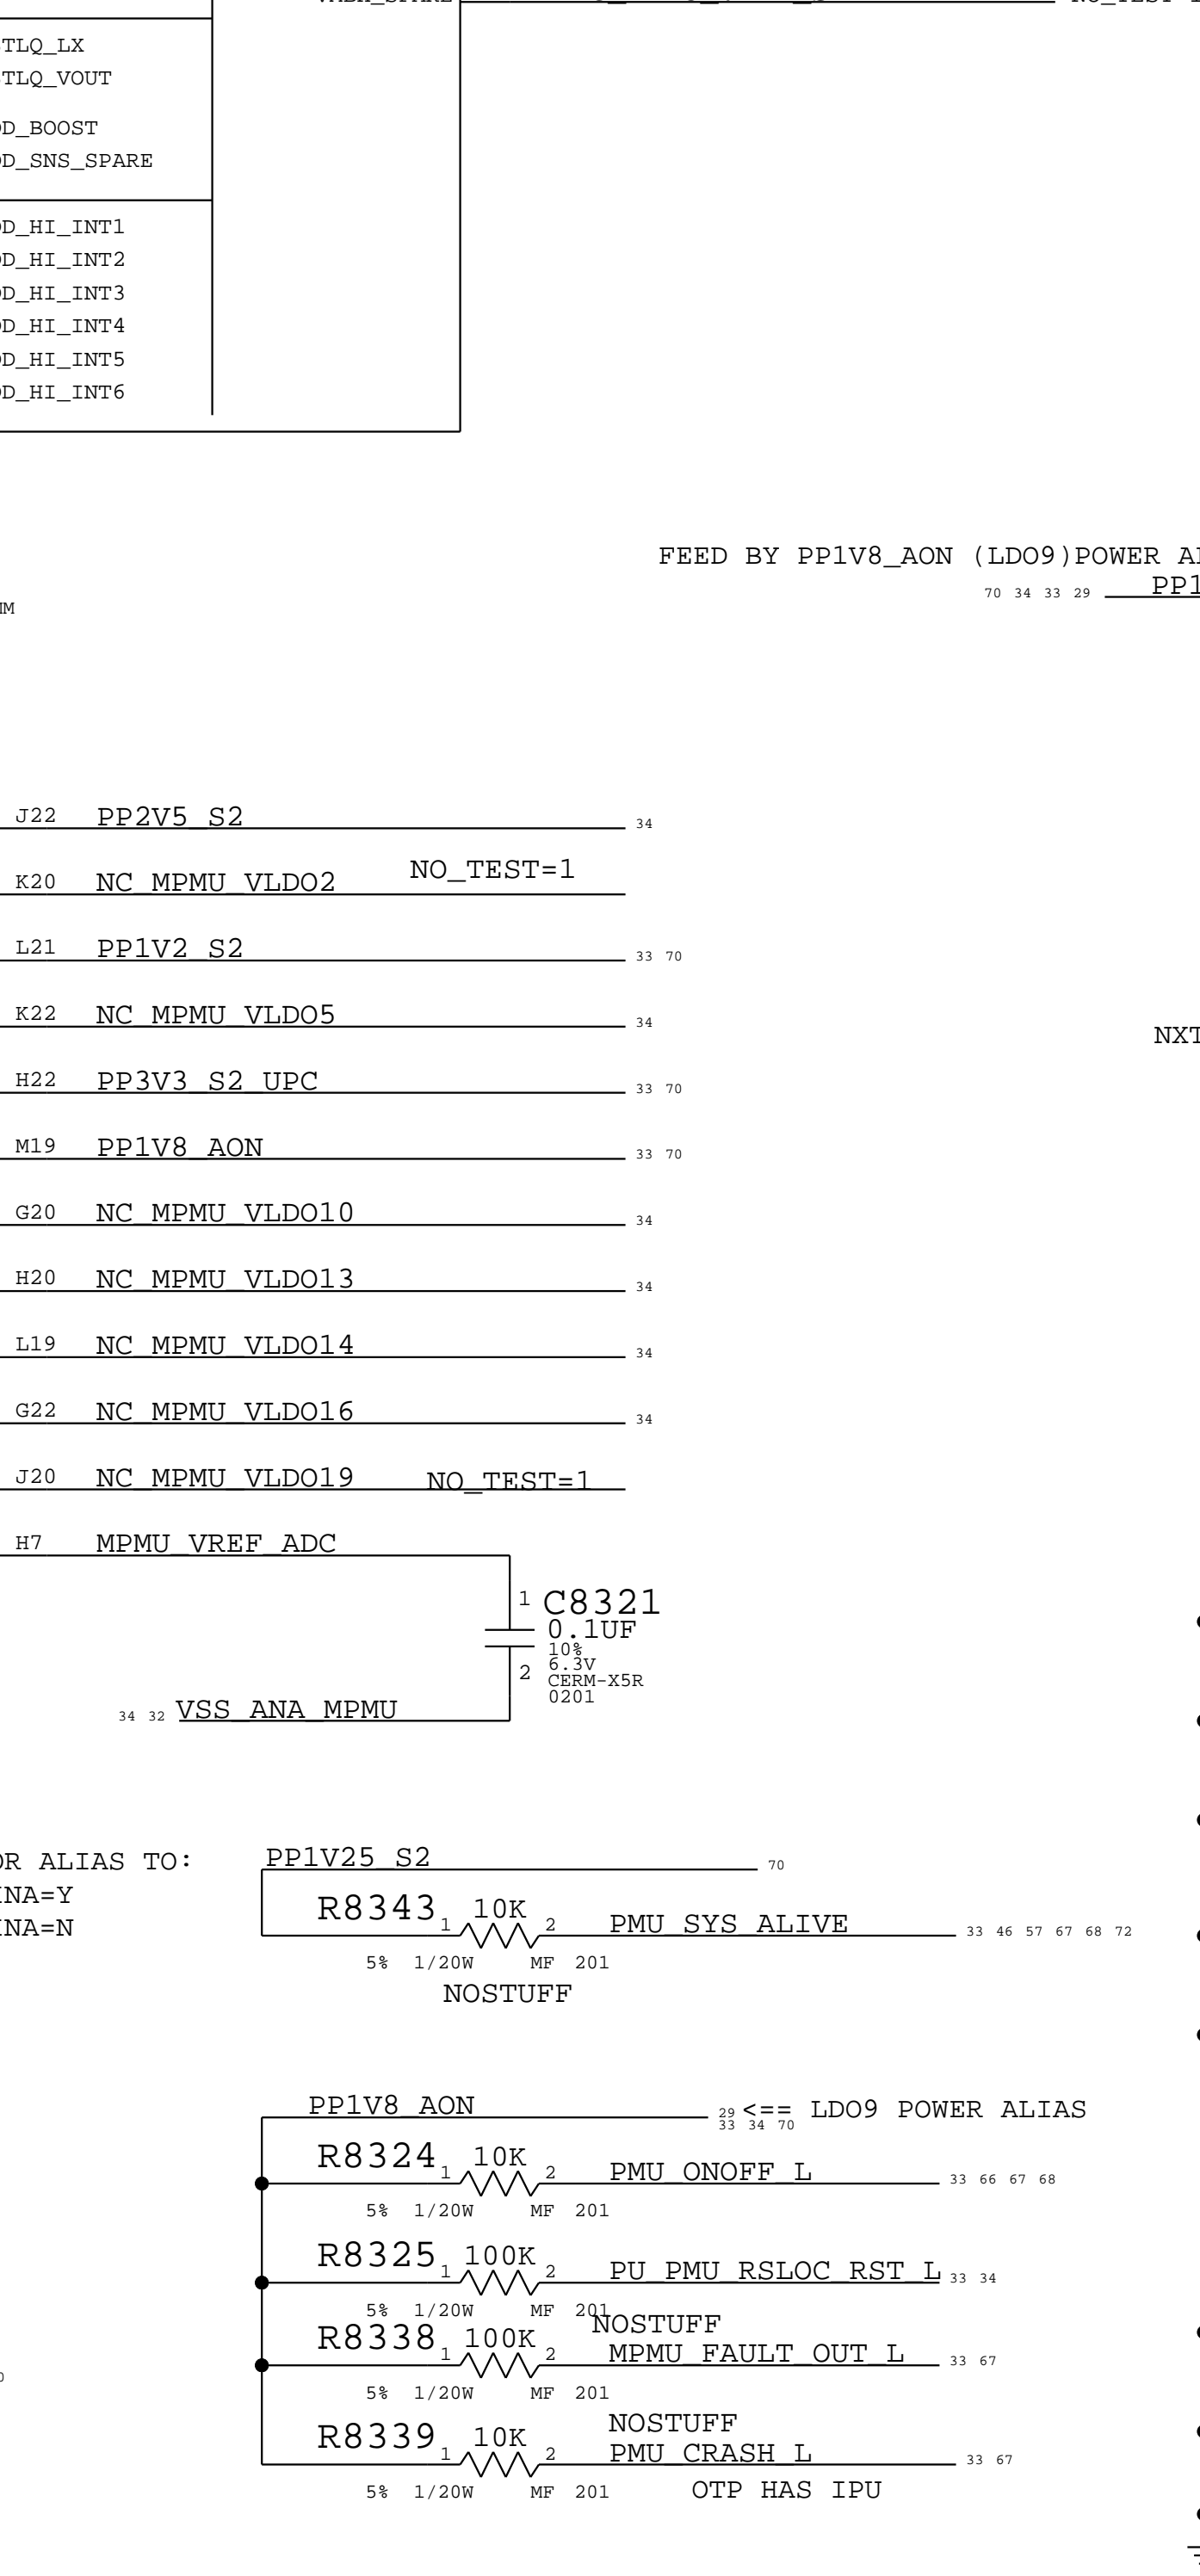 TLQ_LX
TLQ_VOUT
D_BOOST
D_SNS_SPARE
D_HI_INT1
D_HI_INT2
D_HI_INT3
D_HI_INT4
D_HI_INT5
D_HI_INT6
FEED BY PP1V8_AON (LDO9)POWER
70 34 33 29 PP1
J22 PP2V5_S2 34
K20 NC_MPMU_VLDO2 NO_TEST=1
L21 PP1V2_S2 33 70
K22 NC_MPMU_VLDO5 34
NXT
H22 PP3V3_S2_UPC 33 70
M19 PP1V8_AON 33 70
G20 NC_MPMU_VLDO10 34
H20 NC_MPMU_VLDO13 34
L19 NC_MPMU_VLDO14 34
G22 NC_MPMU_VLDO16 34
J20 NC_MPMU_VLDO19 NO_TEST=1
H7 MPMU_VREF_ADC
1 C8321
0.1UF
10%
6.3V
2 CERM-X5R
0201
34 32 VSS_ANA_MPMU
OR ALIAS TO:
INA=Y
INA=N
PP1V25_S2 70
R8343 1 10K 2 PMU_SYS_ALIVE 33 46 57 67 68 72
5% 1/20W MF 201
NOSTUFF
PP1V8_AON 29 <== LDO9 POWER ALIAS
33 34 70
R8324 1 10K 2 PMU_ONOFF_L 33 66 67 68
5% 1/20W MF 201
R8325 1 100K 2 PU_PMU_RSLOC_RST_L 33 34
5% 1/20W MF 201
NOSTUFF
R8338 1 100K 2 MPMU_FAULT_OUT_L 33 67
5% 1/20W MF 201
NOSTUFF
R8339 1 10K 2 PMU_CRASH_L 33 67
5% 1/20W MF 201 OTP HAS IPU